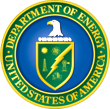 DEPARTMENT OF ENERGY
UNITED STATES OF AMERICA